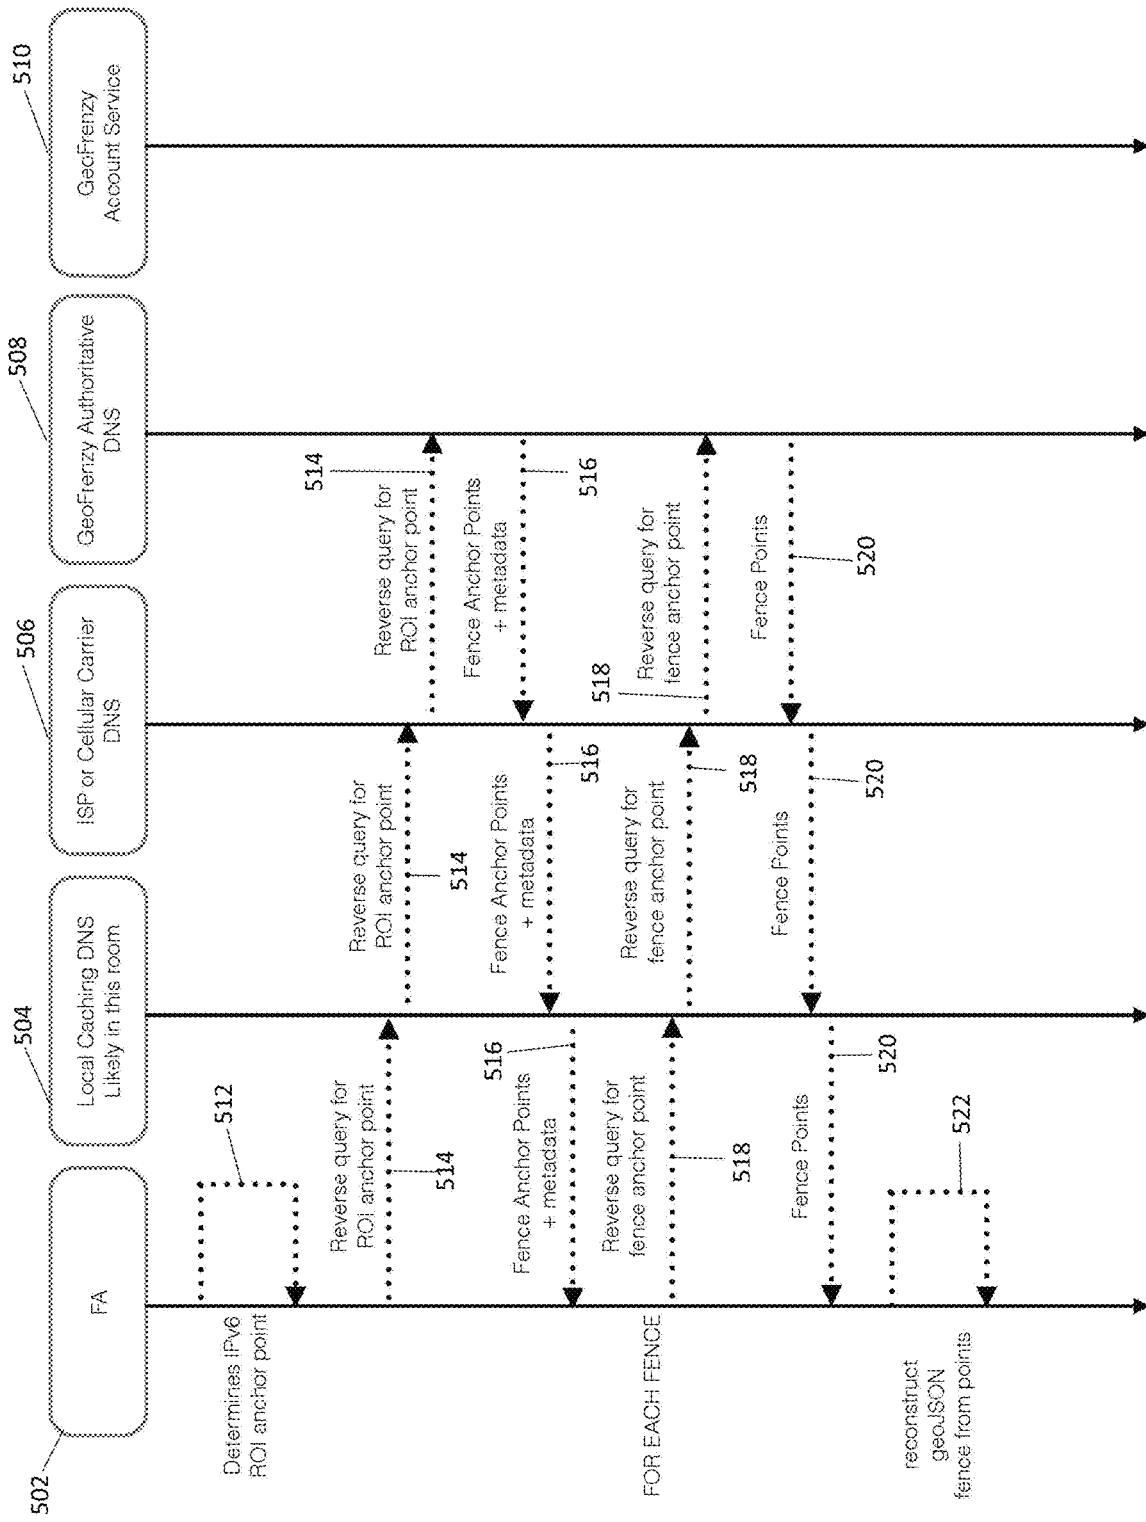 502
FA
504
Local Caching DNS
Likely in this room
506
ISP or Cellular Carrier
DNS
508
GeoFrenzy Authoritative
DNS
510
GeoFrenzy
Account Service
Determines IPv6
ROI anchor point
512
Reverse query for
ROI anchor point
514
Reverse query for
ROI anchor point
514
Reverse query for
ROI anchor point
514
Fence Anchor Points
+ metadata
516
Fence Anchor Points
+ metadata
516
Fence Anchor Points
+ metadata
516
FOR EACH FENCE
Reverse query for
fence anchor point
518
Reverse query for
fence anchor point
518
Reverse query for
fence anchor point
518
Fence Points
520
Fence Points
520
Fence Points
520
reconstruct
geoJSON
fence from points
522